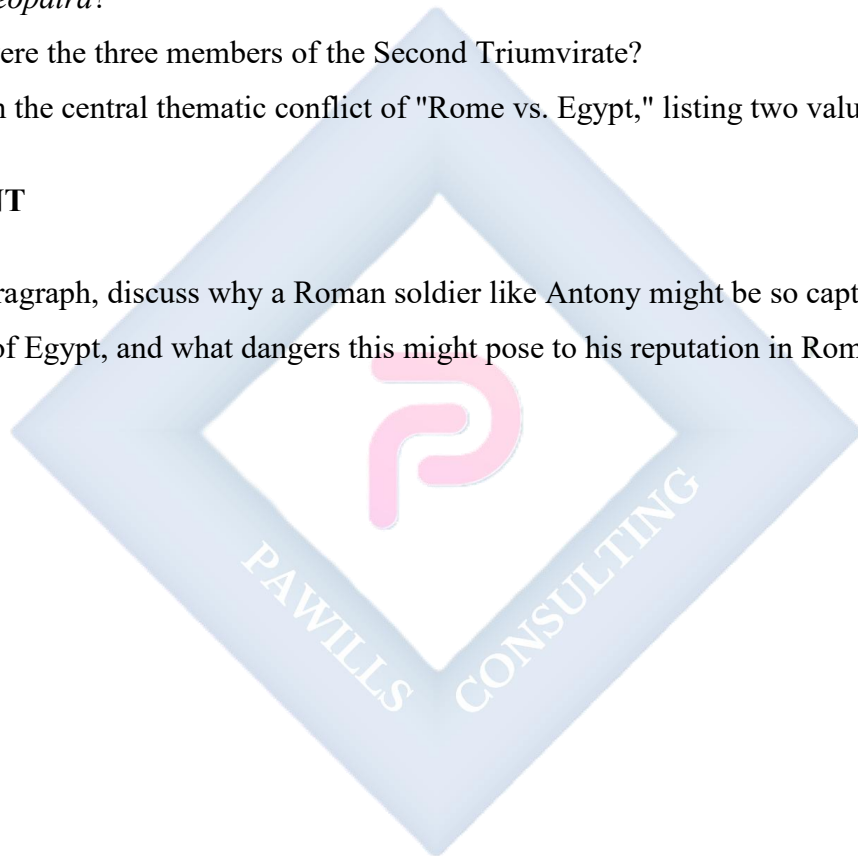 eopatra?
ere the three members of the Second Triumvirate?
n the central thematic conflict of "Rome vs. Egypt," listing two valu
NT
ragraph, discuss why a Roman soldier like Antony might be so capt
of Egypt, and what dangers this might pose to his reputation in Rom
PAWILLS CONSULTING